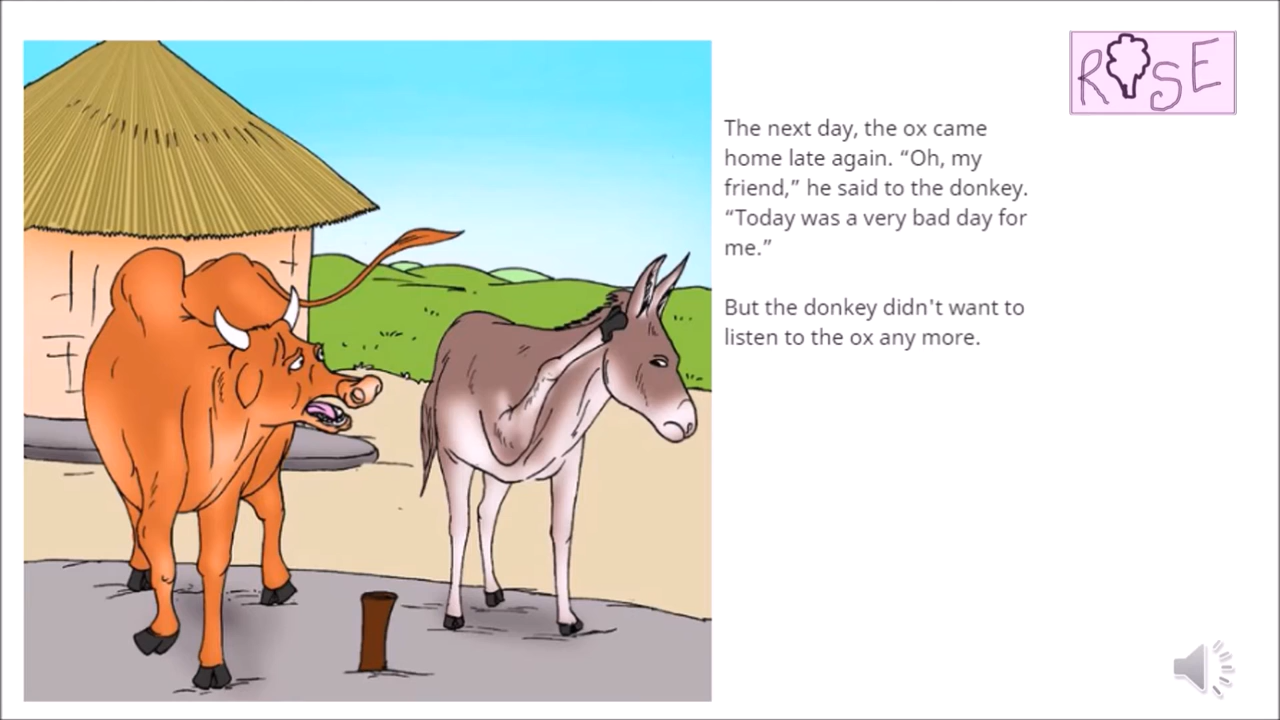 R SE
The next day, the ox came
home late again. “Oh, my
friend,” he said to the donkey.
“Today was a very bad day for
me.”
But the donkey didn't want to
listen to the ox any more.